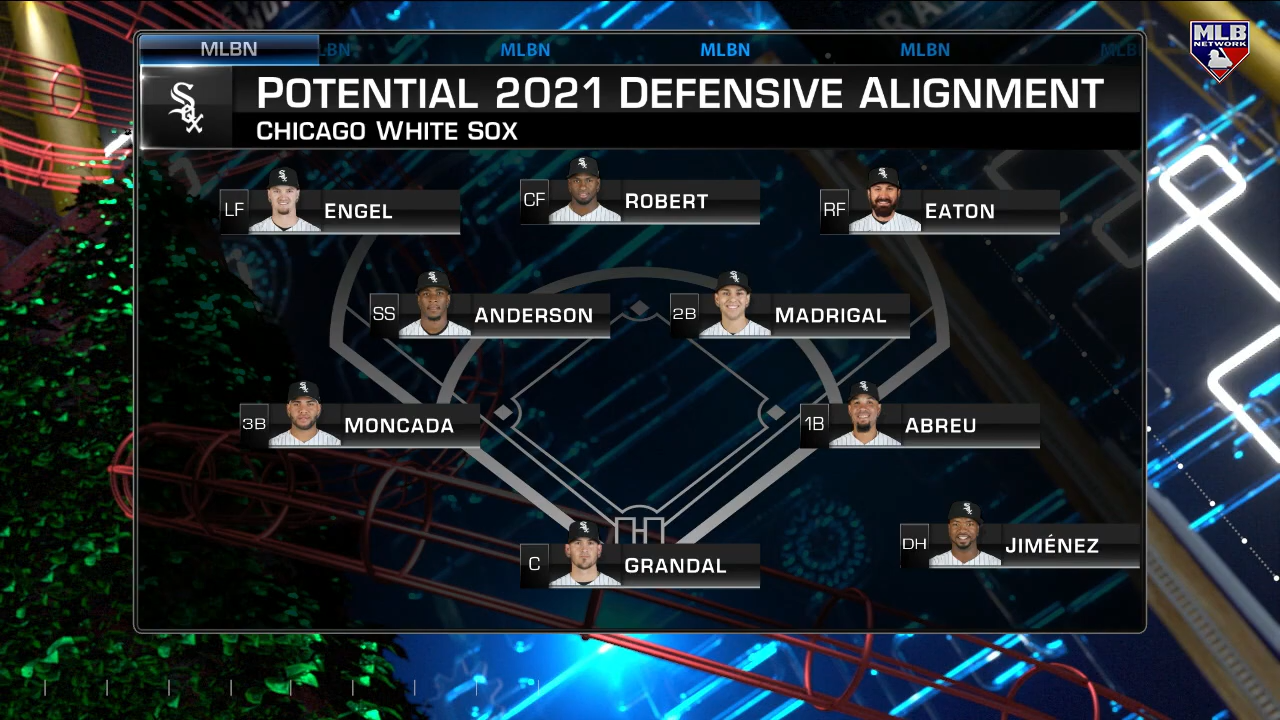 MLBN
MLBN
MLBN
MLBN
MLB
NETWORK
Sox
POTENTIAL 2021 DEFENSIVE ALIGNMENT
CHICAGO WHITE SOX
LF ENGEL
CF ROBERT
RF EATON
SS ANDERSON
2B MADRIGAL
3B MONCADA
1B ABREU
C GRANDAL
DH JIMÉNEZ